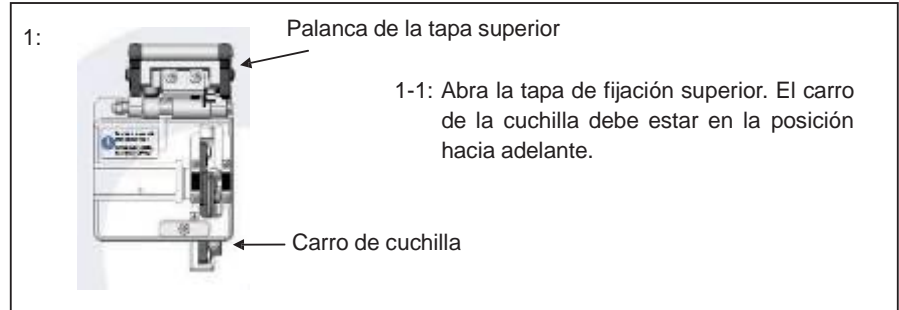 1:
Palanca de la tapa superior
1-1: Abra la tapa de fijación superior. El carro
de la cuchilla debe estar en la posición
hacia adelante.
Carro de cuchilla